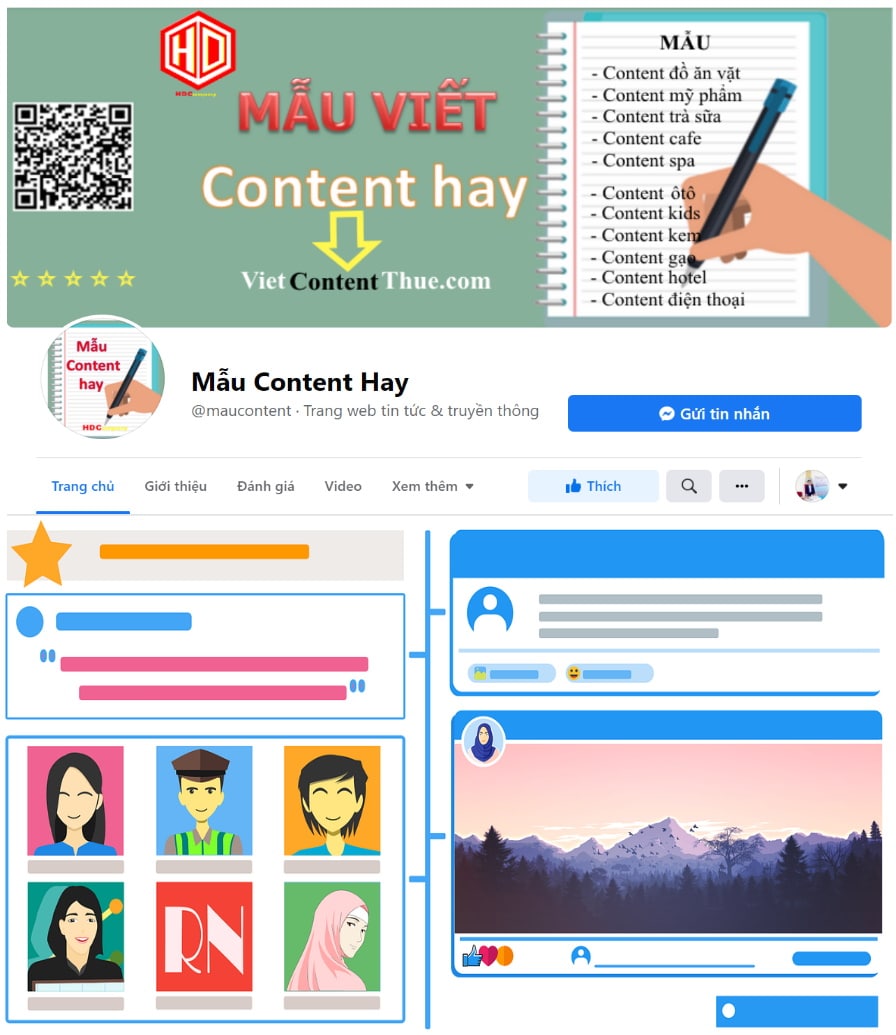 HD
MẪU VIẾT
Content hay
VietContentThue.com
MẪU
- Content đồ ăn vặt
- Content mỹ phẩm
- Content trà sữa
- Content cafe
- Content spa
- Content ôtô
- Content kids
- Content kem
- Content gạo
- Content hotel
- Content điện thoại
Mẫu
Content
hay
Mẫu Content Hay
@maucontent · Trang web tin tức & truyền thông
Gửi tin nhắn
Trang chủ
Giới thiệu
Đánh giá
Video
Xem thêm
Thích
RN